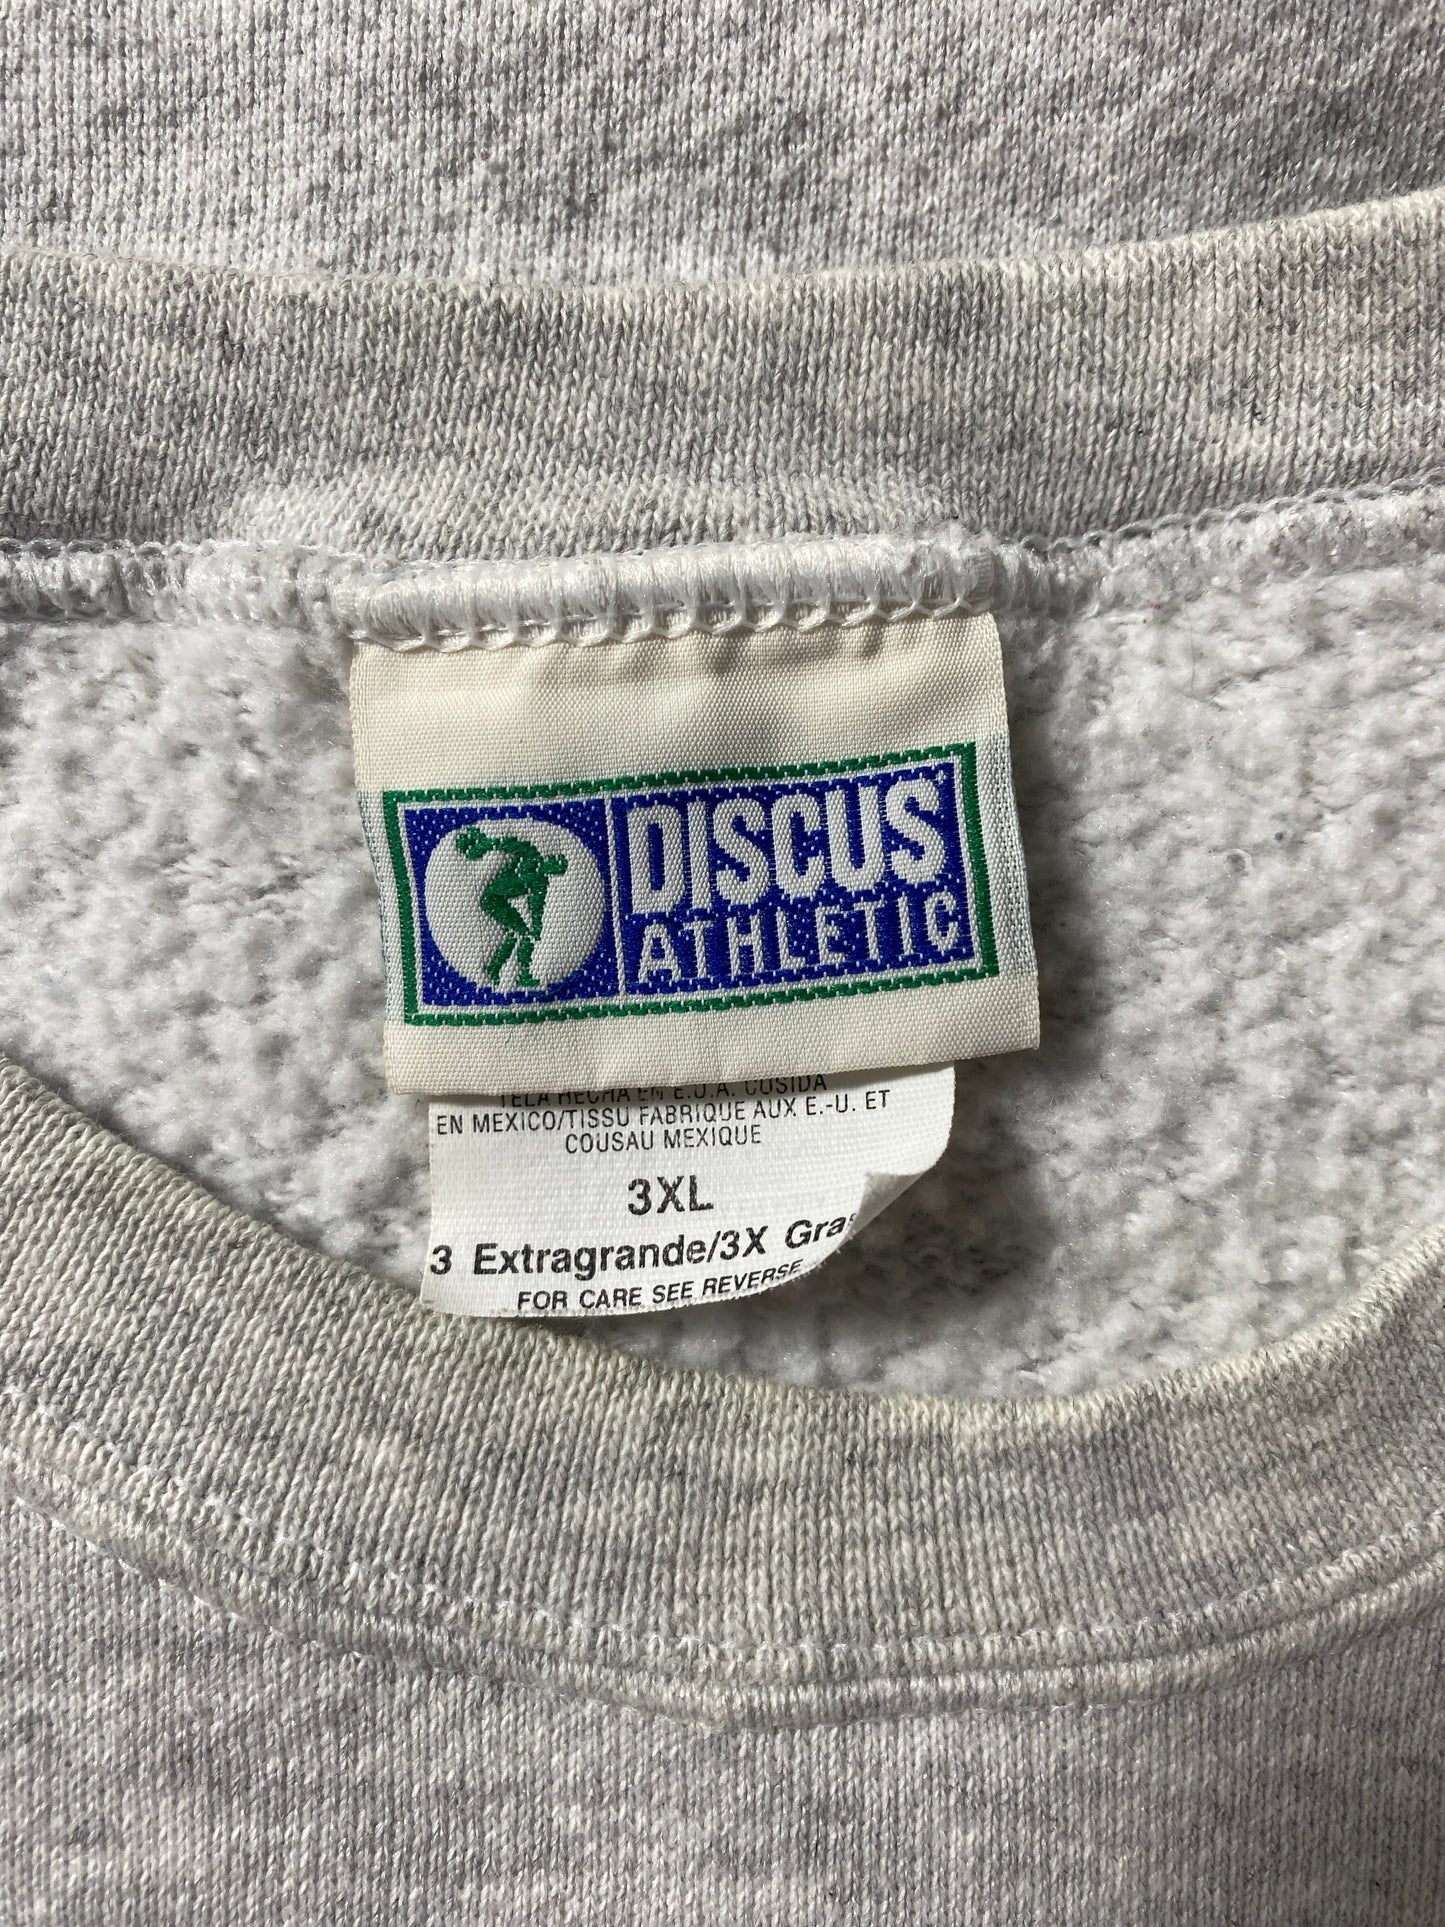 DISCUS
ATHLETIC
TELA HECHA EN E.U.A. COSIDA
EN MEXICO/TISSU FABRIQUE AUX E.-U. ET
COUSAU MEXIQUE
3XL
3 Extragrande/3X Gra
FOR CARE SEE REVERSE